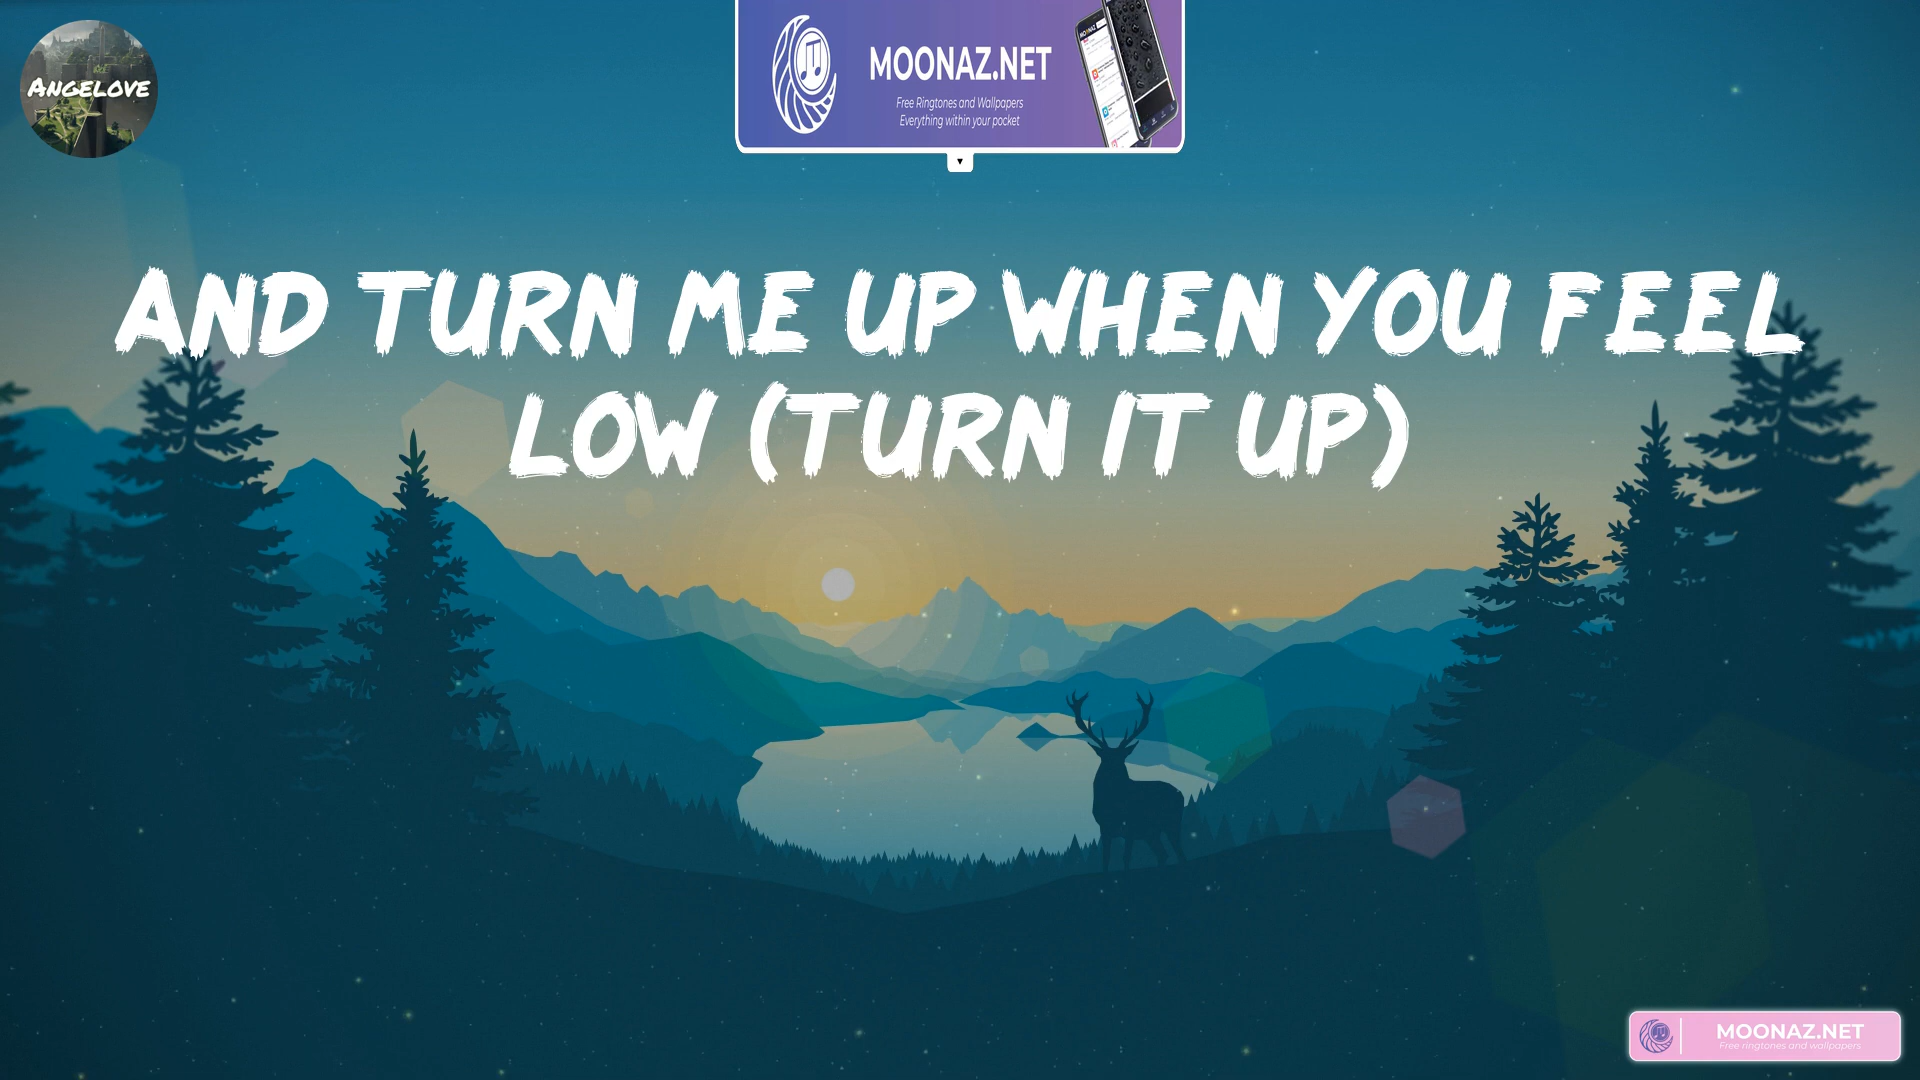 ANGELOVE
MOONAZ.NET
Free Ringtones and Wallpapers
Everything within your pocket
AND TURN ME UP WHEN YOU FEEL
LOW (TURN IT UP)
MOONAZ.NET
Free ringtones and wallpapers